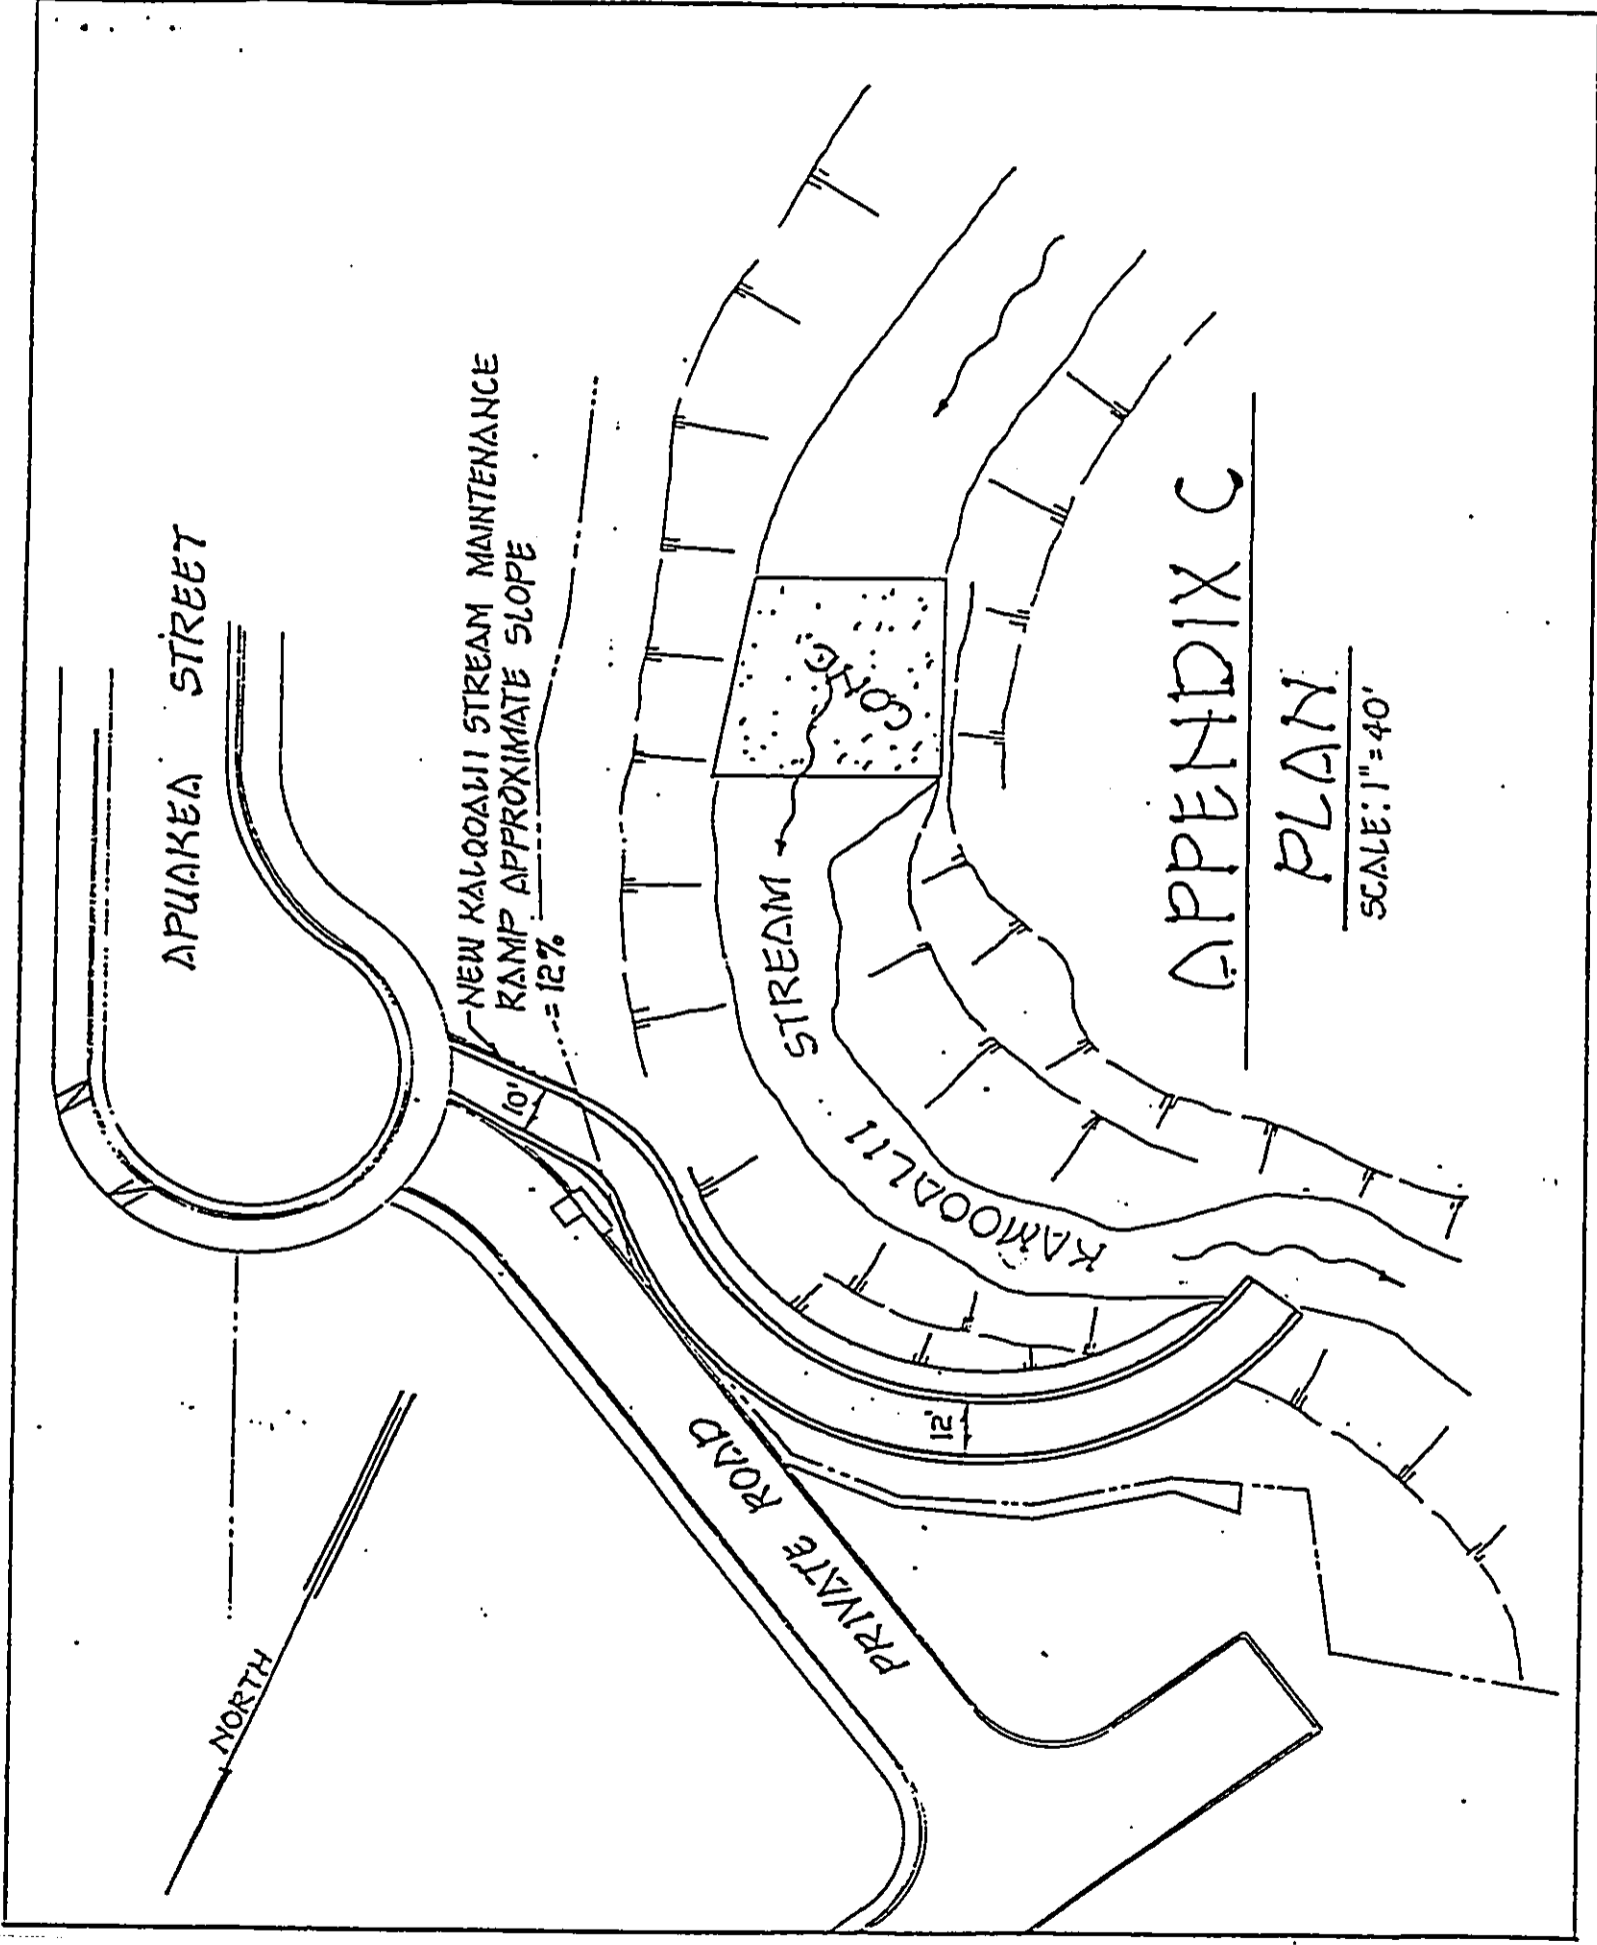 APUAKEA STREET
NEW KALOOALII STREAM MAINTENANCE
RAMP APPROXIMATE SLOPE
= 12%
10'
NORTH
PRIVATE ROAD
12'
KAMOOALII STREAM
APPENDIX C
PLAN
SCALE: 1" = 40'